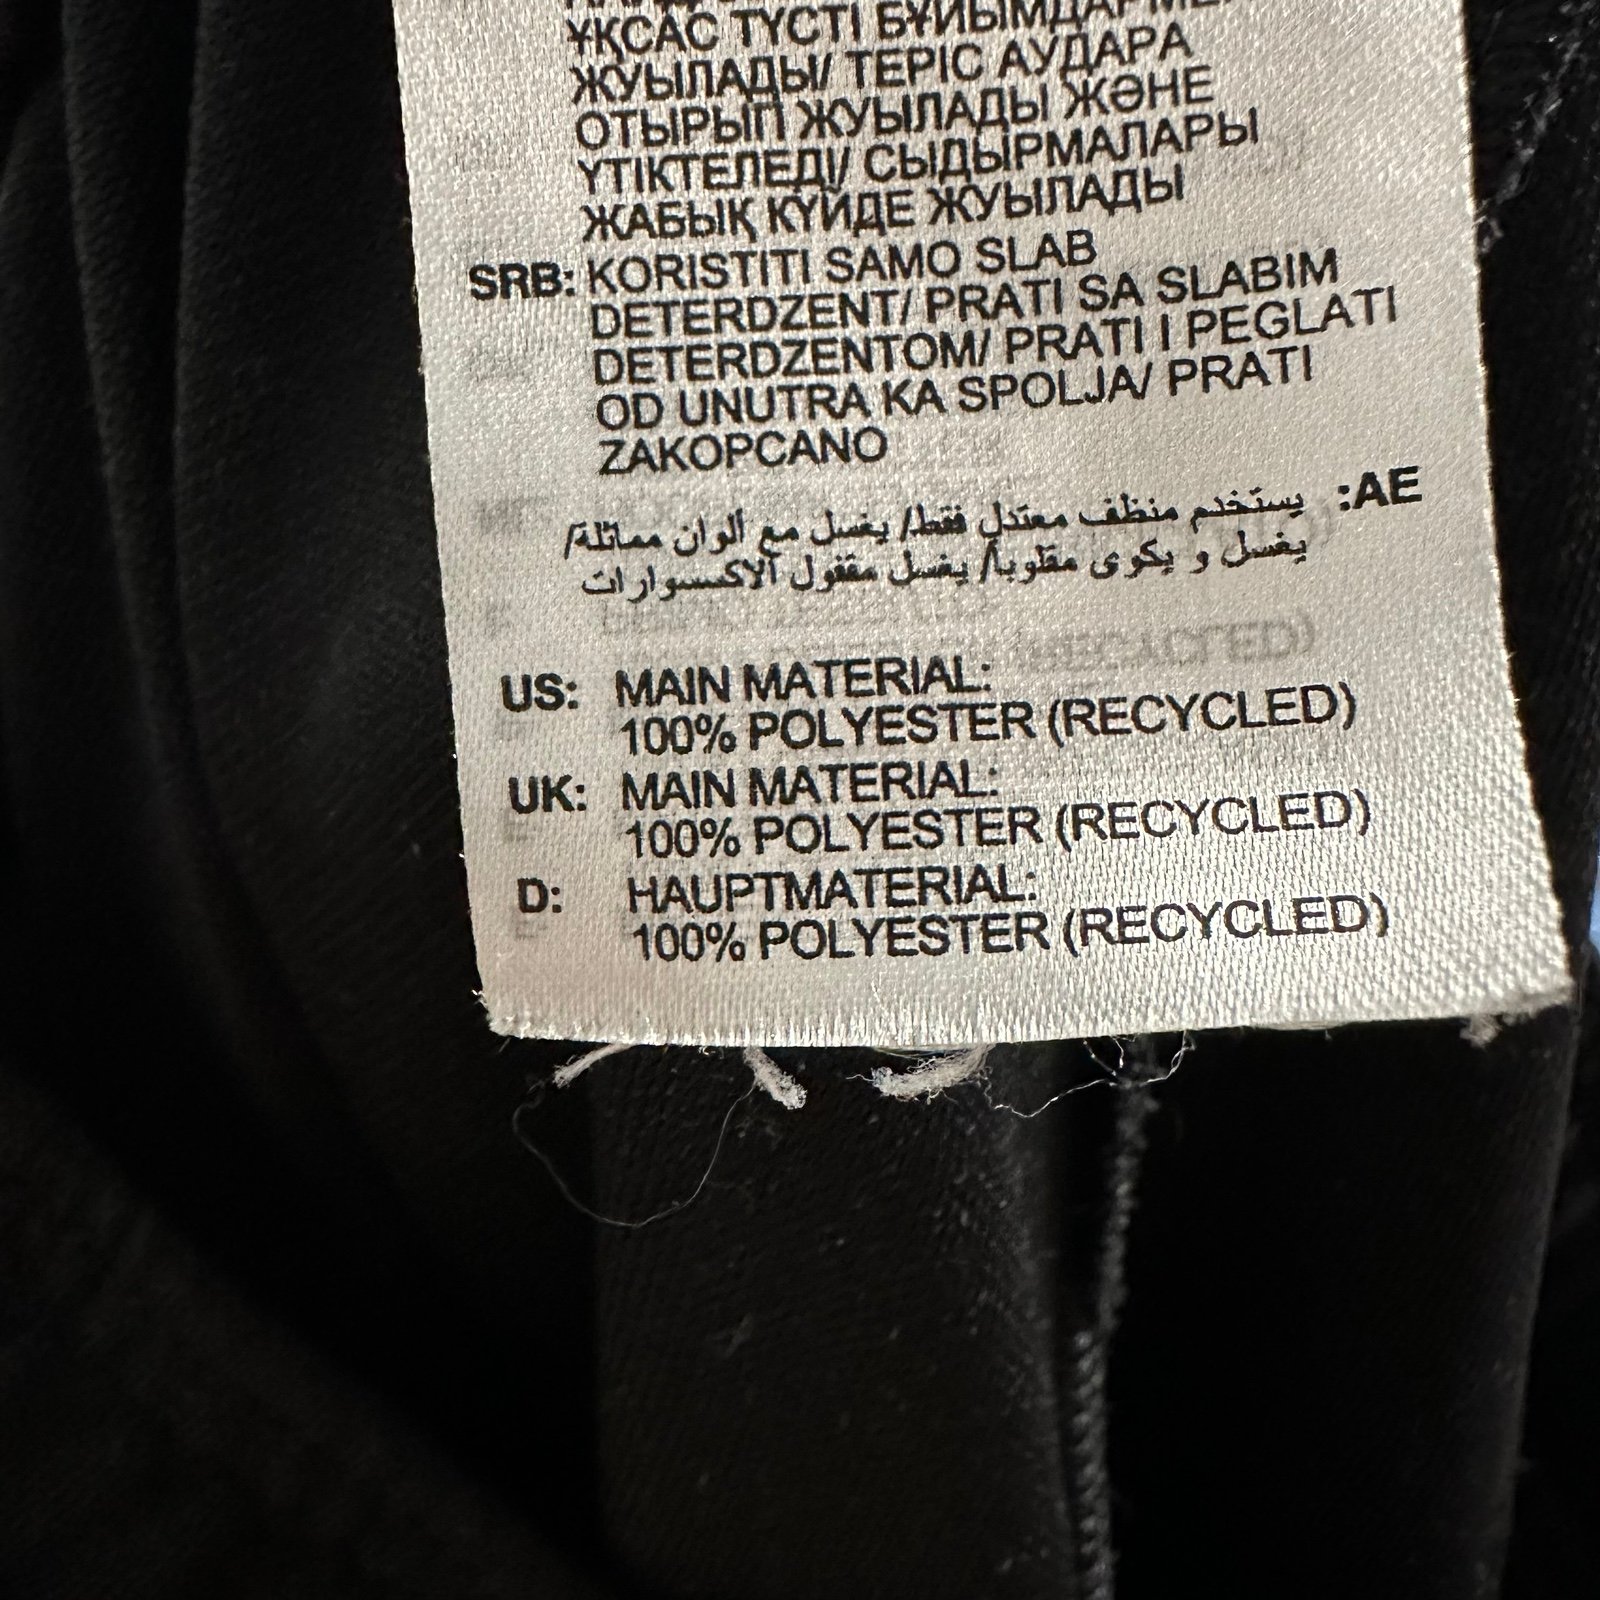 ҰҚСАС ТҮСТІ БҰЙЫМДАРМЕН
ЖУЫЛАДЫ/ ТЕРІС АУДАРА
ОТЫРЫП ЖУЫЛАДЫ ЖӘНЕ
ҮТІКТЕЛЕДІ/ СЫДЫРМАЛАРЫ
ЖАБЫҚ КҮЙДЕ ЖУЫЛАДЫ
SRB: KORISTITI SAMO SLAB
DETERDZENT/ PRATI SA SLABIM
DETERDZENTOM/ PRATI I PEGLATI
OD UNUTRA KA SPOLJA/ PRATI
ZAKOPCANO
AE: يستخدم منظف معتدل فقط/ يغسل مع ألوان مماثلة/
يغسل و يكوى مقلوبا/ يغسل مقفول الاكسسوارات
US: MAIN MATERIAL:
100% POLYESTER (RECYCLED)
UK: MAIN MATERIAL:
100% POLYESTER (RECYCLED)
D: HAUPTMATERIAL:
100% POLYESTER (RECYCLED)